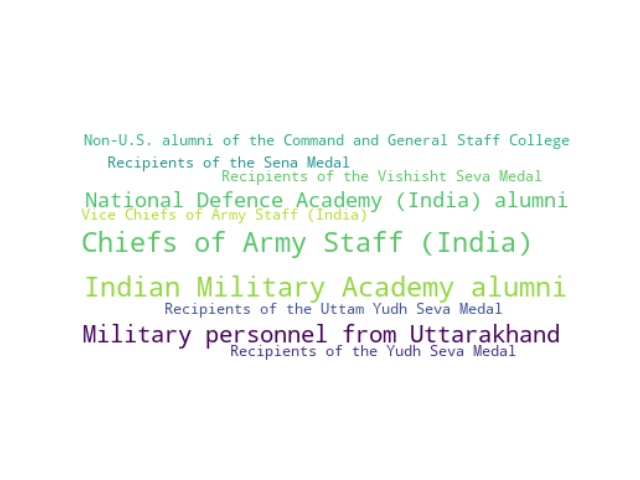 Non-U.S. alumni of the Command and General Staff College
Recipients of the Sena Medal
Recipients of the Vishisht Seva Medal
National Defence Academy (India) alumni
Vice Chiefs of Army Staff (India)
Chiefs of Army Staff (India)
Indian Military Academy alumni
Recipients of the Uttam Yudh Seva Medal
Military personnel from Uttarakhand
Recipients of the Yudh Seva Medal